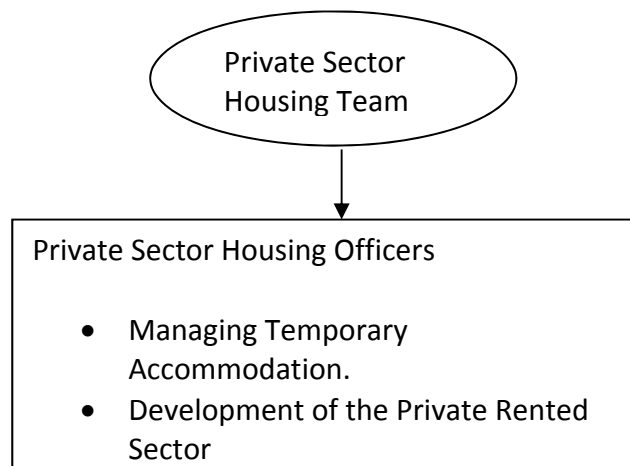 Private Sector
Housing Team
Private Sector Housing Officers
• Managing Temporary
Accommodation.
• Development of the Private Rented
Sector